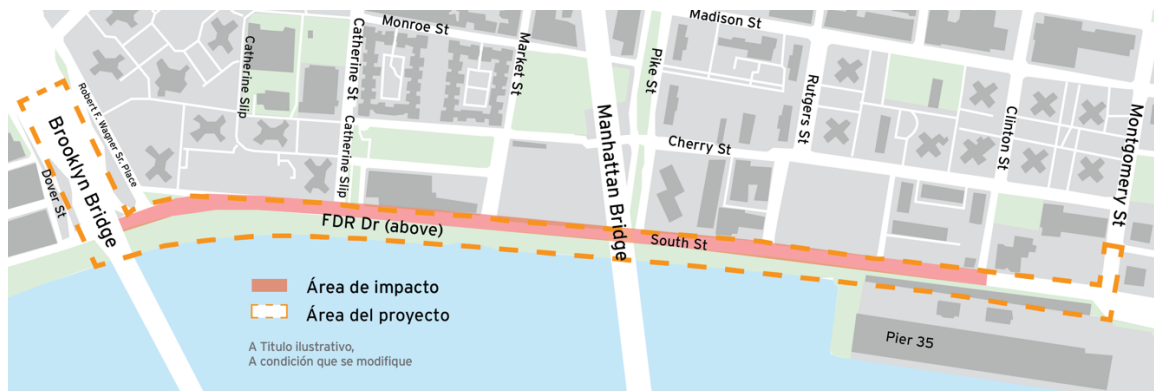 Madison St
Monroe St
Catherine Slip
Catherine St
Market St
Pike St
Rutgers St
Clinton St
Montgomery St
Robert F. Wagner Sr. Place
Brooklyn Bridge
Dover St
Catherine Slip
Manhattan Bridge
Cherry St
FDR Dr (above)
South St
Área de impacto
Área del proyecto
A Titulo ilustrativo,
A condición que se modifique
Pier 35